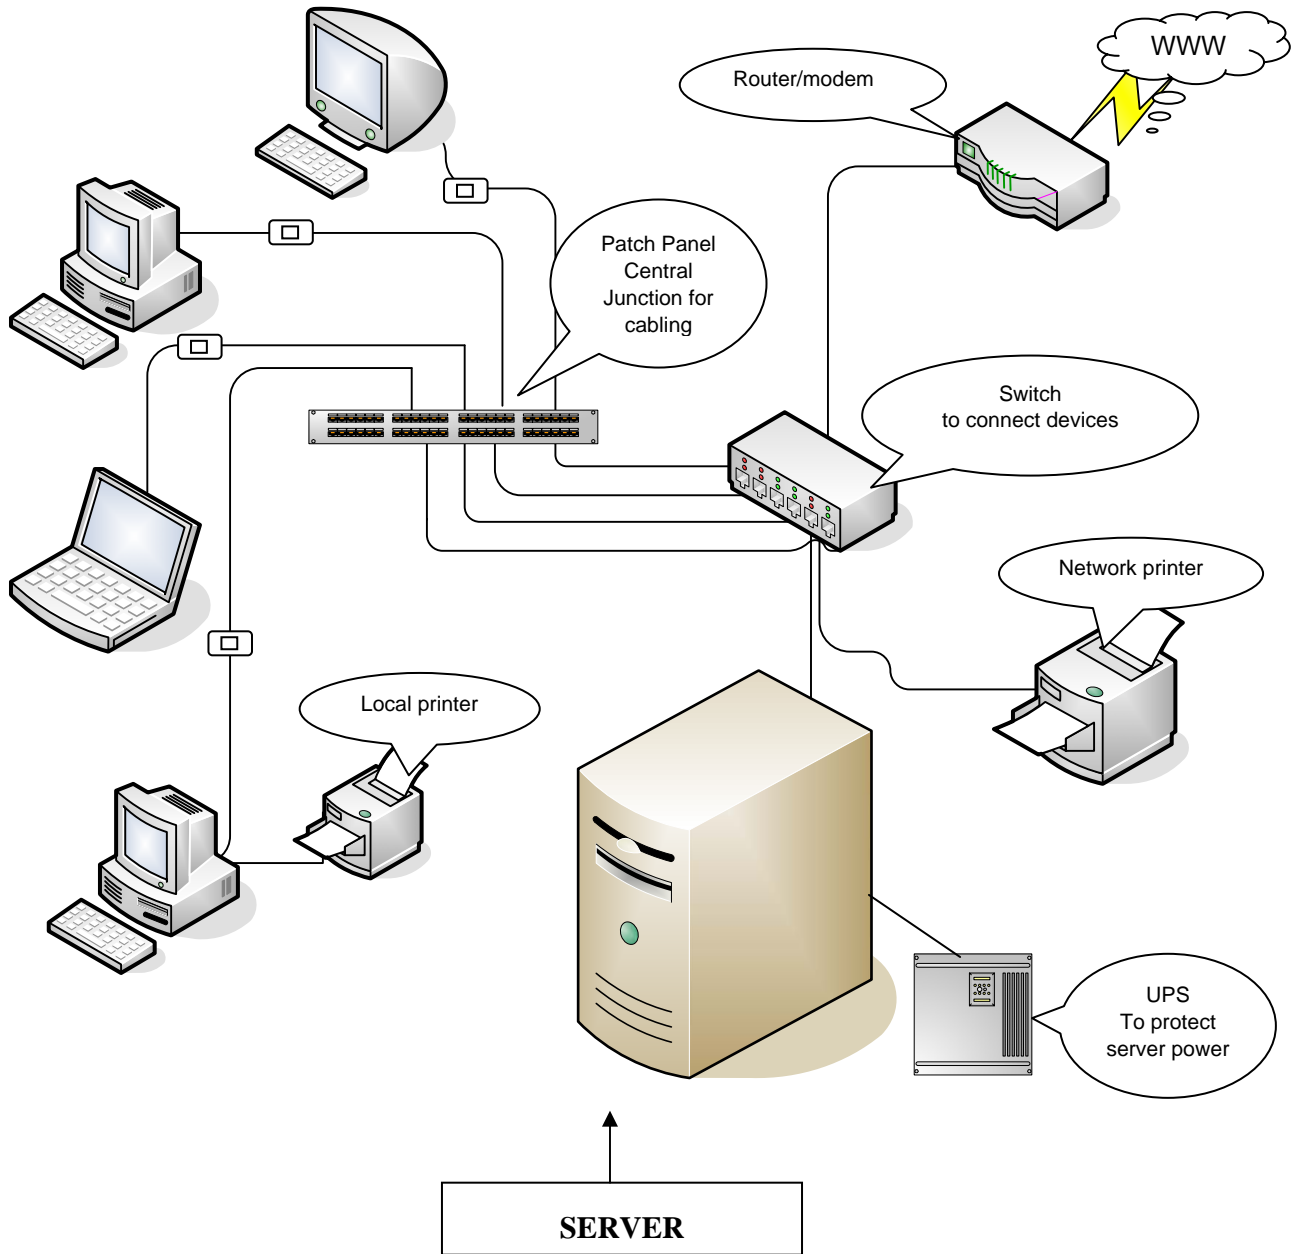 WWW
Router/modem
Patch Panel
Central
Junction for
cabling
Switch
to connect devices
Network printer
Local printer
UPS
To protect
server power
SERVER